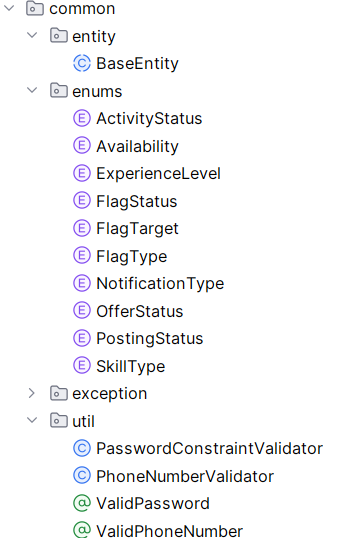 common
entity
BaseEntity
enums
ActivityStatus
Availability
ExperienceLevel
FlagStatus
FlagTarget
FlagType
NotificationType
OfferStatus
PostingStatus
SkillType
exception
util
PasswordConstraintValidator
PhoneNumberValidator
ValidPassword
ValidPhoneNumber